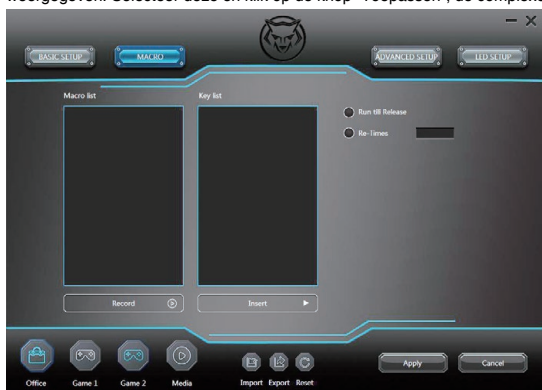 weergegeven. Selecteer deze en klik op de knop "Toepassen", de
BASIC SETUP MACRO ADVANCED SETUP LED SETUP
Macro list Key list
Run till Release
Re-Times
Record Insert
Office Game 1 Game 2 Media Import Export Reset Apply Cancel